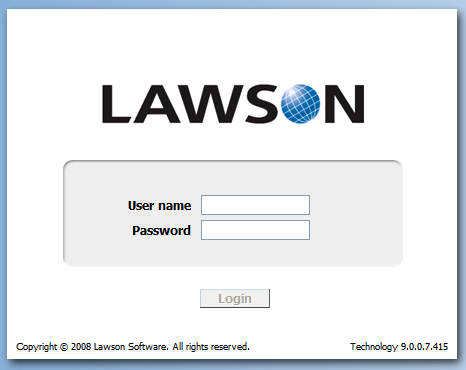 LAWSON
User name
Password
Login
Copyright © 2008 Lawson Software. All rights reserved. Technology 9.0.0.7.415